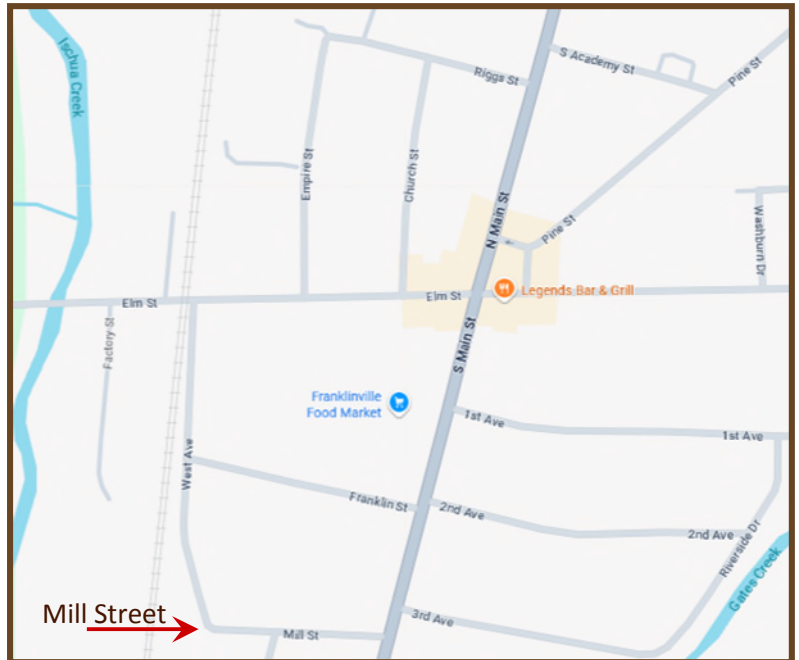 Ischua Creek
Riggs St
S Academy St
Pine St
Empire St
Church St
N Main St
Pine St
Washburn Dr
Elm St
Elm St
Legends Bar & Grill
Factory St
S Main St
Franklinville
Food Market
1st Ave
1st Ave
West Ave
Franklin St
2nd Ave
2nd Ave
Riverside Dr
Gates Creek
Mill Street
Mill St
3rd Ave